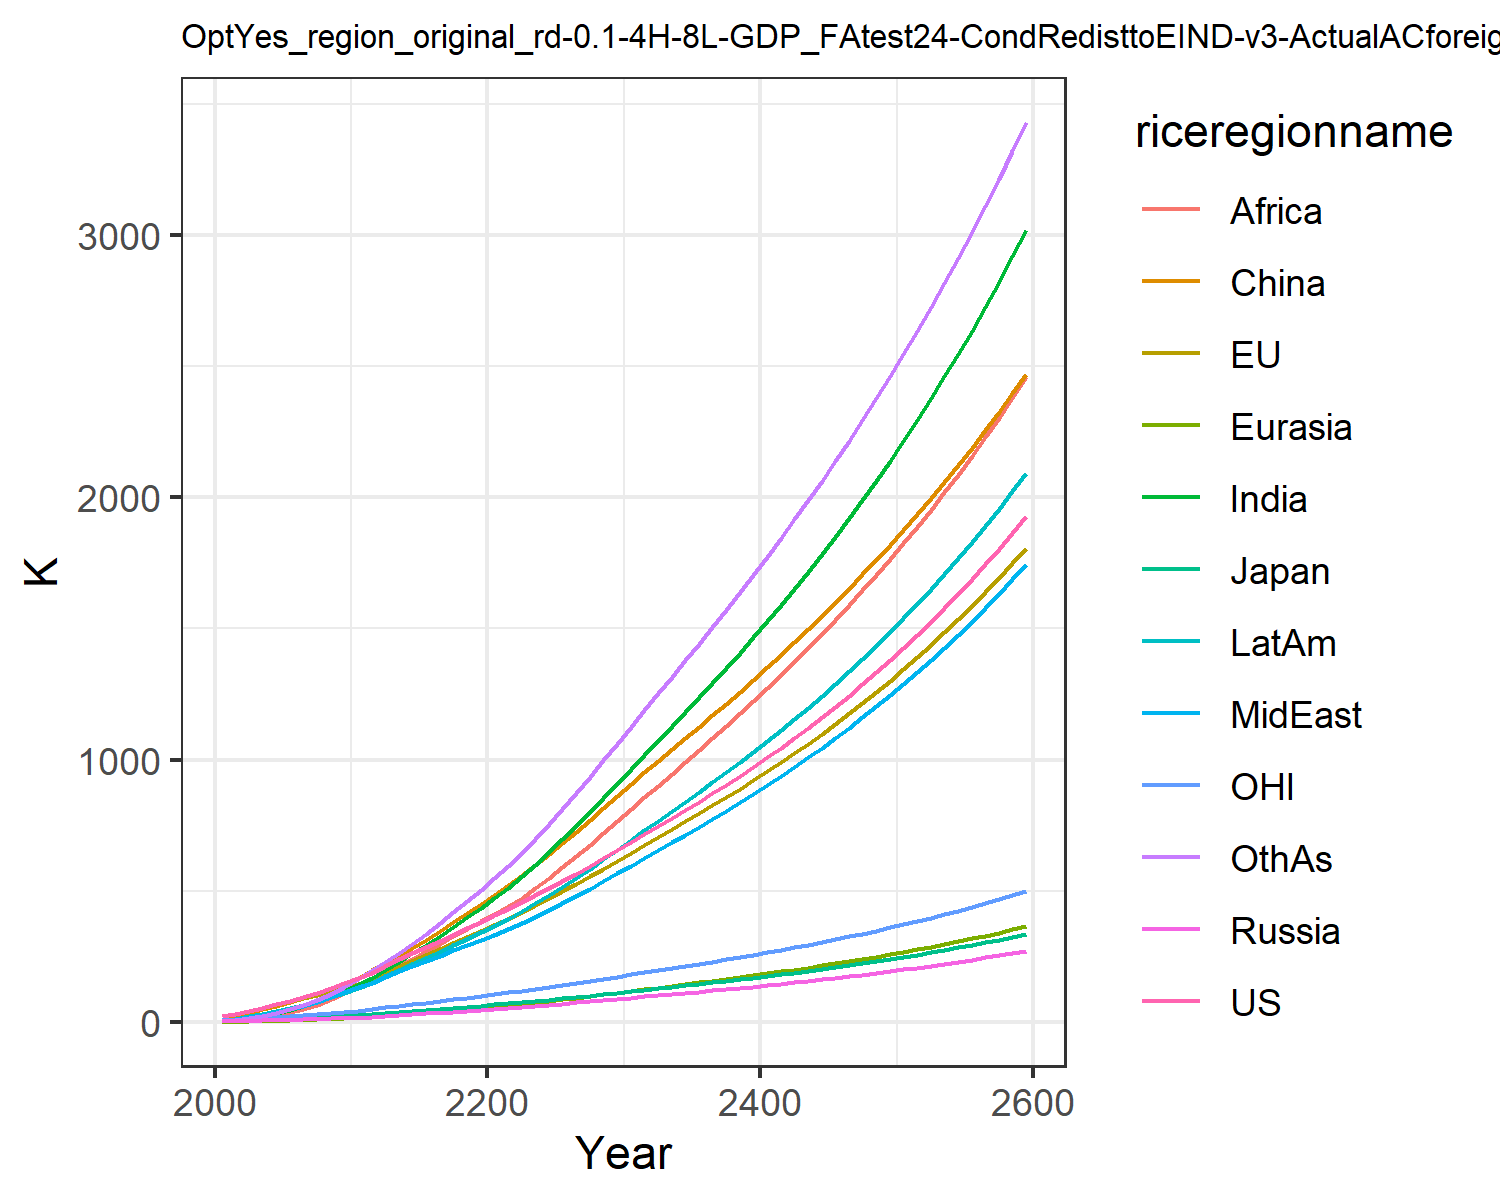 OptYes_region_original_rd-0.1-4H-8L-GDP_FAtest24-CondRedisttoEIND-v3-ActualACforeig
riceregionname
Africa
China
EU
Eurasia
India
Japan
LatAm
MidEast
OHI
OthAs
Russia
US
K
3000
2000
1000
0
2000
2200
2400
2600
Year